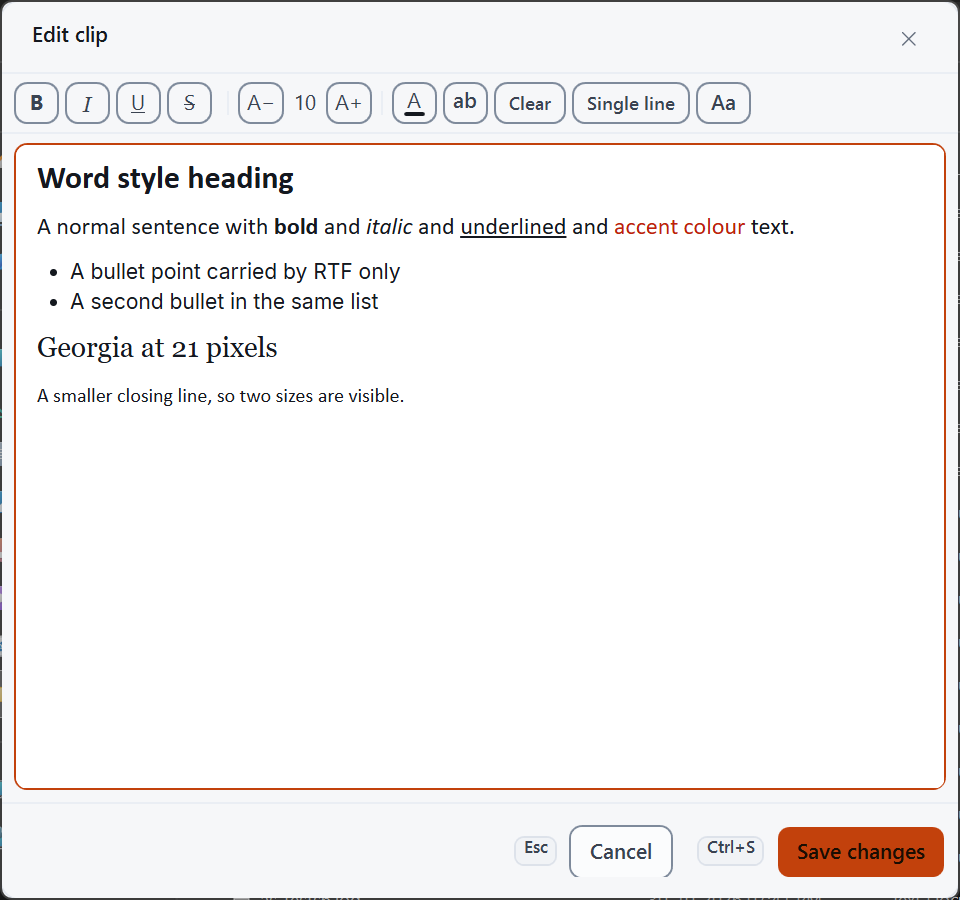 Edit clip
B I U S A− 10 A+ A ab Clear Single line Aa
Word style heading
A normal sentence with bold and italic and underlined and accent colour text.
• A bullet point carried by RTF only
• A second bullet in the same list
Georgia at 21 pixels
A smaller closing line, so two sizes are visible.
Esc Cancel Ctrl+S Save changes